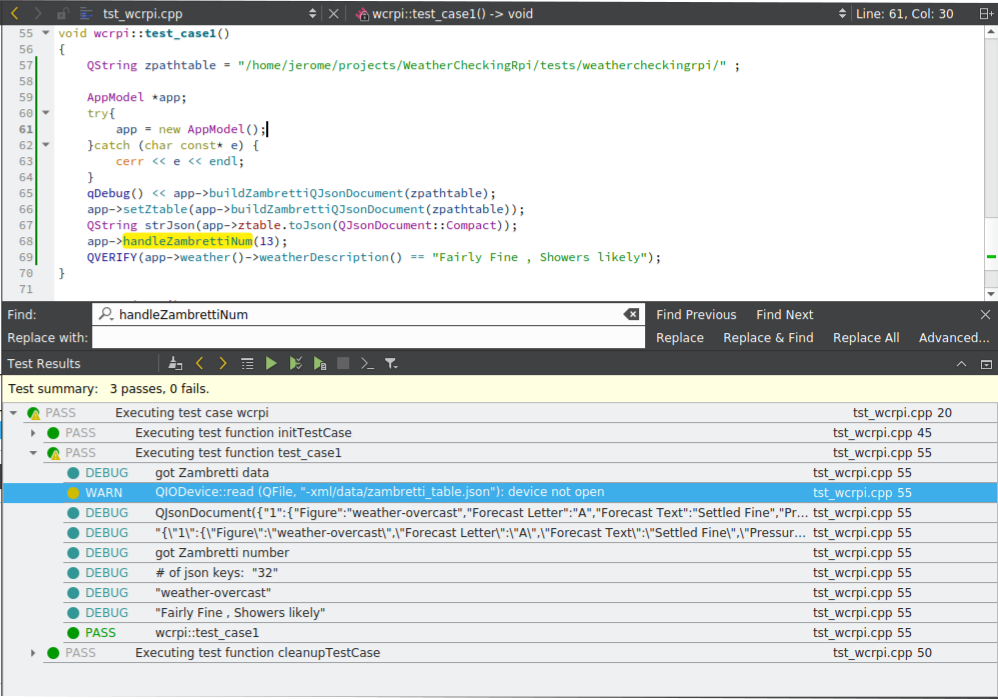 tst_wcrpi.cpp wcrpi::test_case1() -> void Line: 61, Col: 30
55 void wcrpi::test_case1()
56 {
57 QString zpathtable = "/home/jerome/projects/WeatherCheckingRpi/tests/weathercheckingrpi/" ;
58
59 AppModel *app;
60 try{
61 app = new AppModel();
62 }catch (char const* e) {
63 cerr << e << endl;
64 }
65 qDebug() << app->buildZambrettiQJsonDocument(zpathtable);
66 app->setZtable(app->buildZambrettiQJsonDocument(zpathtable));
67 QString strJson(app->ztable.toJson(QJsonDocument::Compact));
68 app->handleZambrettiNum(13);
69 QVERIFY(app->weather()->weatherDescription() == "Fairly Fine , Showers likely");
70 }
71
Find: handleZambrettiNum Find Previous Find Next
Replace with: Replace Replace & Find Replace All Advanced...
Test Results
Test summary: 3 passes, 0 fails.
PASS Executing test case wcrpi tst_wcrpi.cpp 20
PASS Executing test function initTestCase tst_wcrpi.cpp 45
PASS Executing test function test_case1 tst_wcrpi.cpp 55
DEBUG got Zambretti data tst_wcrpi.cpp 55
WARN QIODevice::read (QFile, "-xml/data/zambretti_table.json"): device not open tst_wcrpi.cpp 55
DEBUG QJsonDocument({"1":{"Figure":"weather-overcast","Forecast Letter":"A","Forecast Text":"Settled Fine","Pr... tst_wcrpi.cpp 55
DEBUG "{\"1\":{\"Figure\":\"weather-overcast\",\"Forecast Letter\":\"A\",\"Forecast Text\":\"Settled Fine\",\"Pressur... tst_wcrpi.cpp 55
DEBUG got Zambretti number tst_wcrpi.cpp 55
DEBUG # of json keys: "32" tst_wcrpi.cpp 55
DEBUG "weather-overcast" tst_wcrpi.cpp 55
DEBUG "Fairly Fine , Showers likely" tst_wcrpi.cpp 55
PASS wcrpi::test_case1 tst_wcrpi.cpp 55
PASS Executing test function cleanupTestCase tst_wcrpi.cpp 50